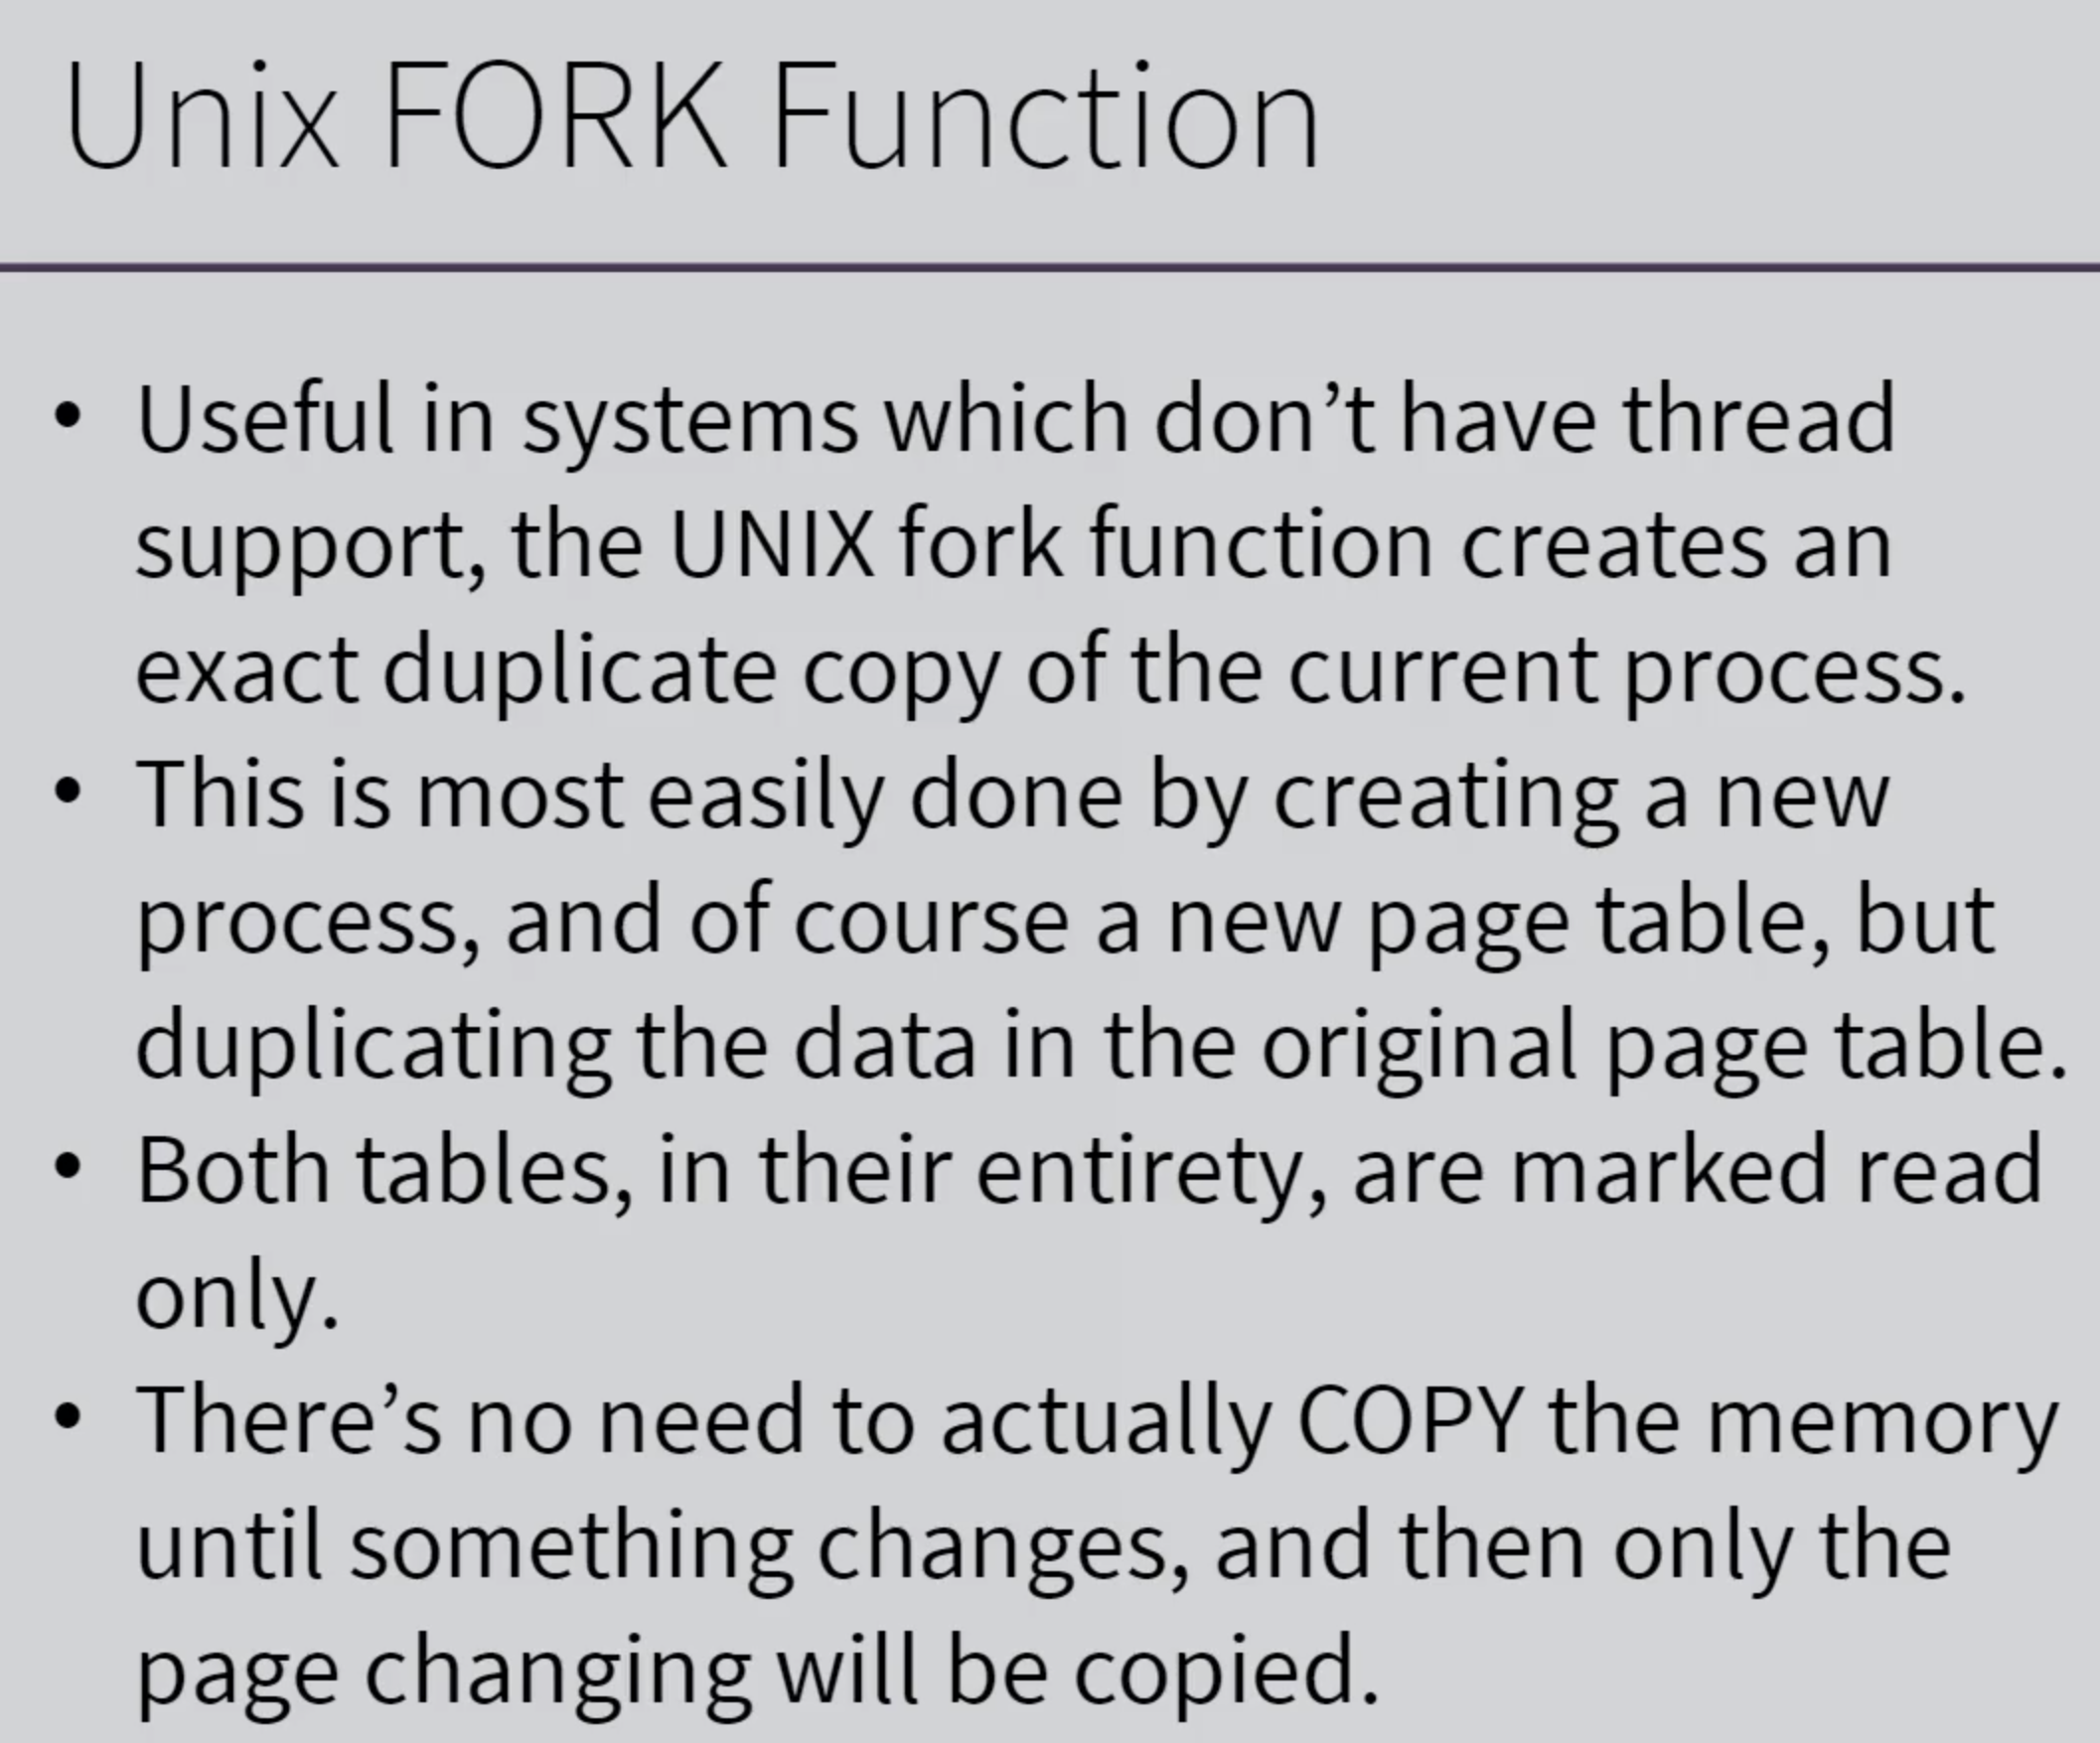 Unix FORK Function
• Useful in systems which don’t have thread
support, the UNIX fork function creates an
exact duplicate copy of the current process.
• This is most easily done by creating a new
process, and of course a new page table, but
duplicating the data in the original page table.
• Both tables, in their entirety, are marked read
only.
• There’s no need to actually COPY the memory
until something changes, and then only the
page changing will be copied.